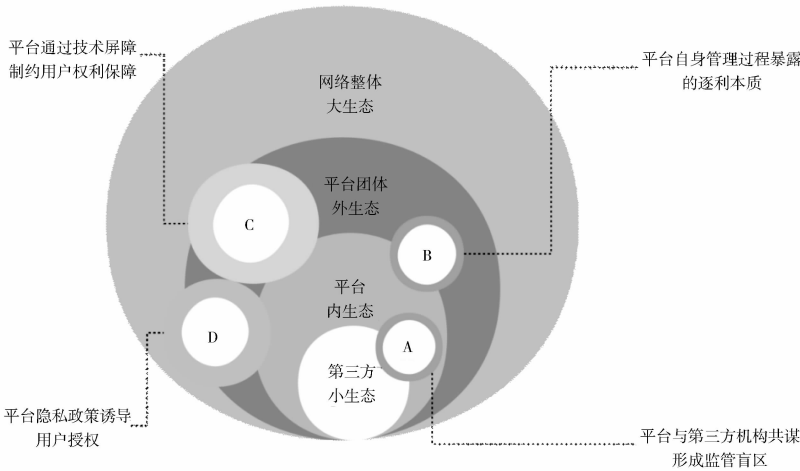 平台通过技术屏障
制约用户权利保障
平台自身管理过程暴露
的逐利本质
网络整体
大生态
平台团体
外生态
C
B
平台
内生态
D
A
第三方
小生态
平台隐私政策诱导
用户授权
平台与第三方机构共谋
形成监管盲区